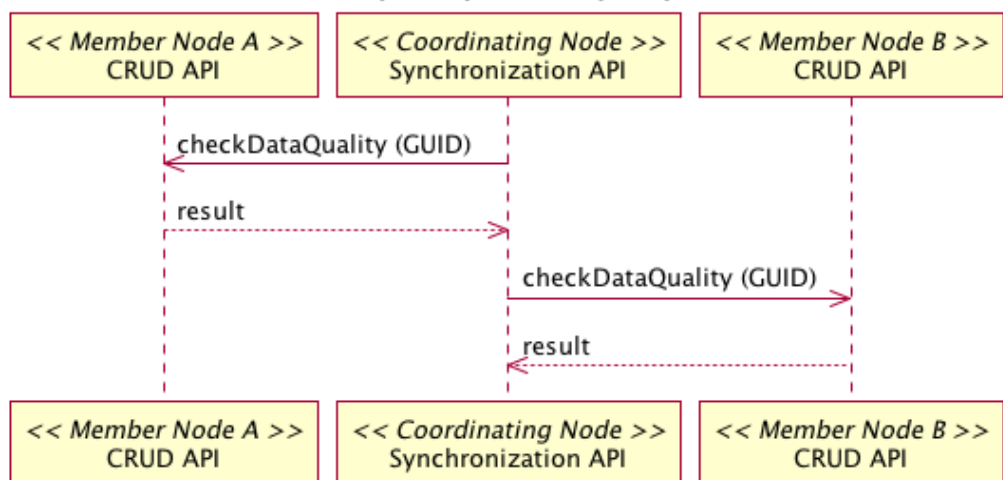 << Member Node A >>
CRUD API
<< Coordinating Node >>
Synchronization API
<< Member Node B >>
CRUD API
checkDataQuality (GUID)
result
checkDataQuality (GUID)
result
<< Member Node A >>
CRUD API
<< Coordinating Node >>
Synchronization API
<< Member Node B >>
CRUD API